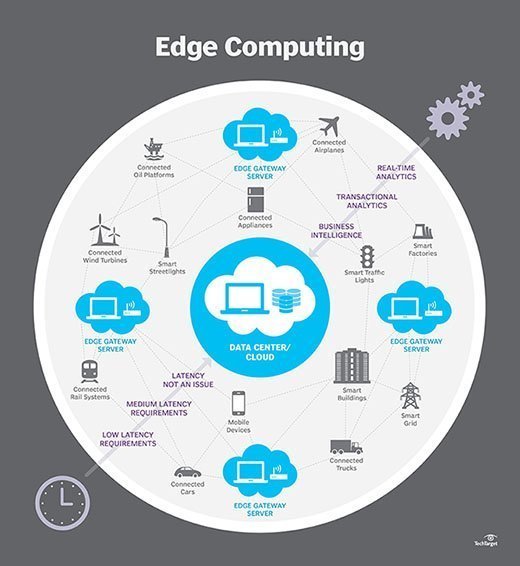 Edge Computing
Connected
Airplanes
Connected
Oil Platforms
EDGE GATEWAY
SERVER
REAL-TIME
ANALYTICS
TRANSACTIONAL
ANALYTICS
Connected
Appliances
BUSINESS
INTELLIGENCE
Connected
Wind Turbines
Smart
Streetlights
Smart Traffic
Lights
Smart
Factories
EDGE GATEWAY
SERVER
DATA CENTER/
CLOUD
EDGE GATEWAY
SERVER
Connected
Rail Systems
LATENCY
NOT AN ISSUE
MEDIUM LATENCY
REQUIREMENTS
LOW LATENCY
REQUIREMENTS
Mobile
Devices
Smart
Buildings
Smart
Grid
Connected
Cars
Connected
Trucks
EDGE GATEWAY
SERVER
TechTarget